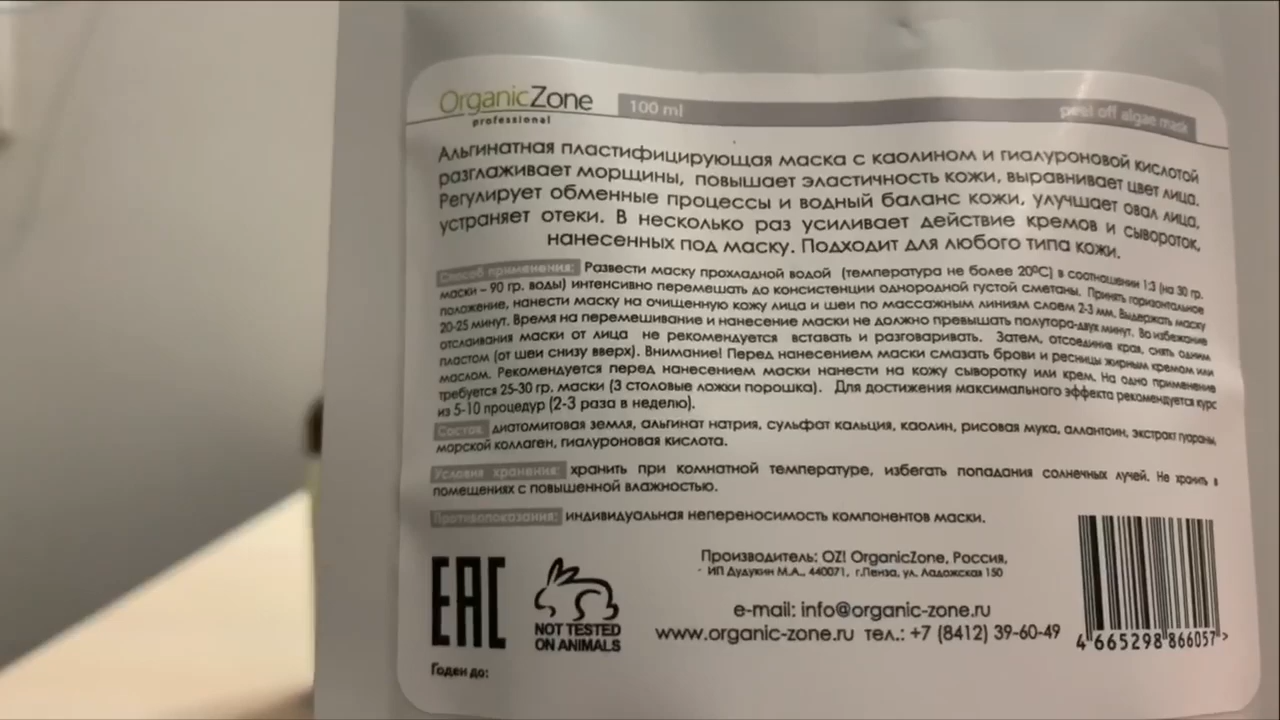 OrganicZone
professional
100 ml
peel off algae mask
Альгинатная пластифицирующая маска с каолином и гиалуроновой кислотой
разглаживает морщины, повышает эластичность кожи, выравнивает цвет лица.
Регулирует обменные процессы и водный баланс кожи, улучшает овал лица,
устраняет отеки. В несколько раз усиливает действие кремов и сывороток,
нанесенных под маску. Подходит для любого типа кожи.
Способ применения: Развести маску прохладной водой (температура не более 20ºС) в соотношении 1:3 (на 30 гр.
маски – 90 гр. воды) интенсивно перемешать до консистенции однородной густой сметаны. Принять горизонтальное
положение, нанести маску на очищенную кожу лица и шеи по массажным линиям слоем 2-3 мм. Выдержать маску
20-25 минут. Время на перемешивание и нанесение маски не должно превышать полутора-двух минут. Во избежание
отслаивания маски от лица не рекомендуется вставать и разговаривать. Затем, отсоединив края, снять одним
пластом (от шеи снизу вверх). Внимание! Перед нанесением маски смазать брови и ресницы жирным кремом или
маслом. Рекомендуется перед нанесением маски нанести на кожу сыворотку или крем. На одно применение
требуется 25-30 гр. маски (3 столовые ложки порошка). Для достижения максимального эффекта рекомендуется курс
из 5-10 процедур (2-3 раза в неделю).
Состав: диатомитовая земля, альгинат натрия, сульфат кальция, каолин, рисовая мука, аллантоин, экстракт гуараны,
морской коллаген, гиалуроновая кислота.
Условия хранения: хранить при комнатной температуре, избегать попадания солнечных лучей. Не хранить в
помещениях с повышенной влажностью.
Противопоказания: индивидуальная непереносимость компонентов маски.
Производитель: OZ! OrganicZone, Россия,
ИП Дудукин М.А., 440071, г.Пенза, ул. Ладожская 150
EAC
NOT TESTED
ON ANIMALS
e-mail: info@organic-zone.ru
www.organic-zone.ru тел.: +7 (8412) 39-60-49
4 665298 866057 >
Годен до: